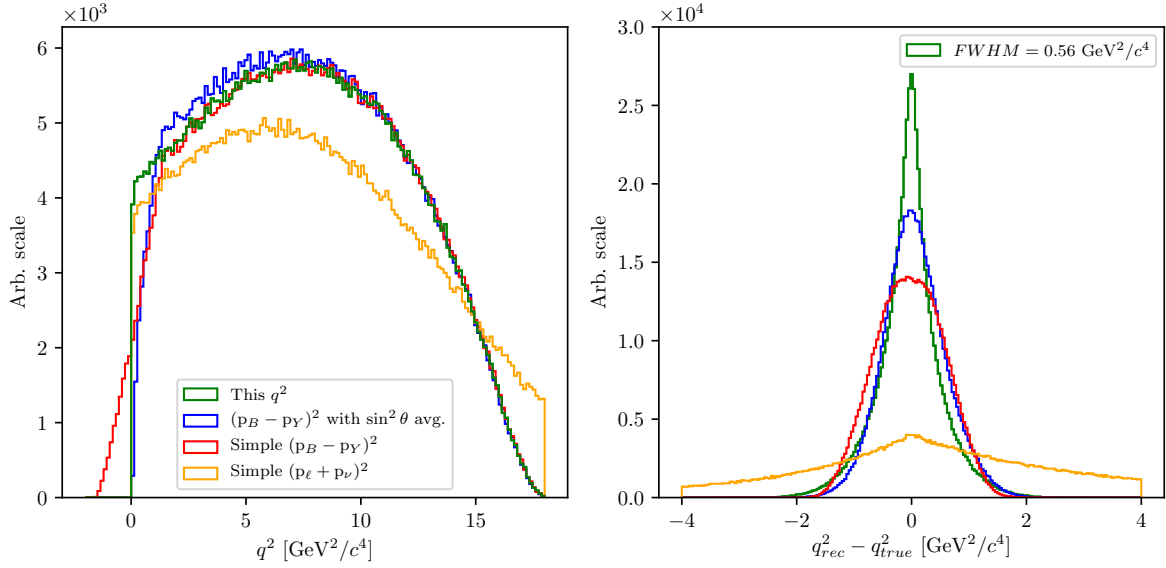 ×10³
6
5
4
3
2
1
0
Arb. scale
This q²
(p_B − p_Y)² with sin² θ avg.
Simple (p_B − p_Y)²
Simple (p_ℓ + p_ν)²
0 5 10 15
q² [GeV²/c⁴]
×10⁴
3.0
2.5
2.0
1.5
1.0
0.5
0.0
Arb. scale
FWHM = 0.56 GeV²/c⁴
−4 −2 0 2 4
q²_rec − q²_true [GeV²/c⁴]